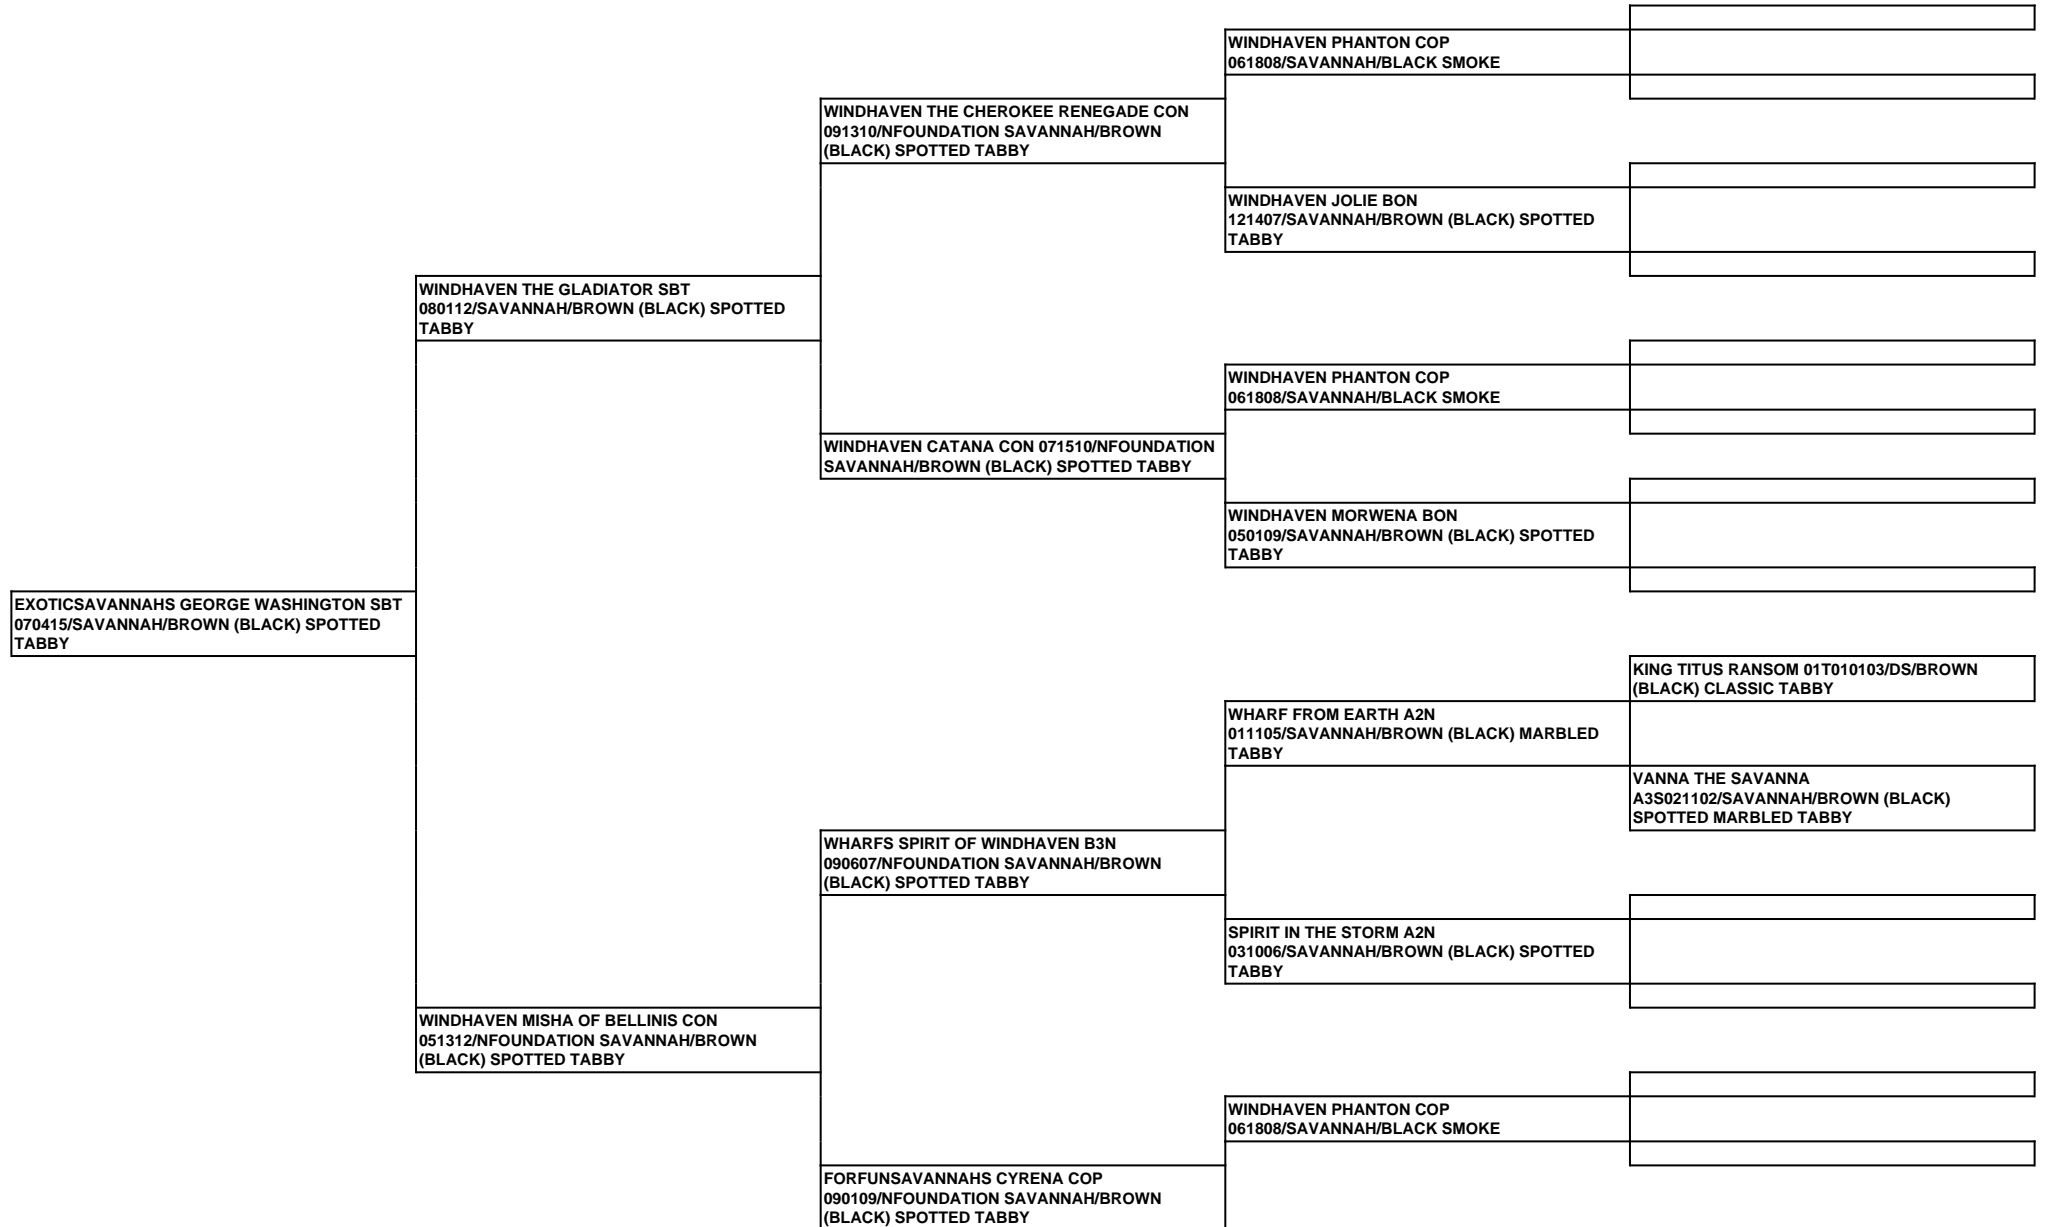 WINDHAVEN PHANTON COP
061808/SAVANNAH/BLACK SMOKE
WINDHAVEN THE CHEROKEE RENEGADE CON
091310/NFOUNDATION SAVANNAH/BROWN
(BLACK) SPOTTED TABBY
WINDHAVEN JOLIE BON
121407/SAVANNAH/BROWN (BLACK) SPOTTED
TABBY
WINDHAVEN THE GLADIATOR SBT
080112/SAVANNAH/BROWN (BLACK) SPOTTED
TABBY
WINDHAVEN PHANTON COP
061808/SAVANNAH/BLACK SMOKE
WINDHAVEN CATANA CON 071510/NFOUNDATION
SAVANNAH/BROWN (BLACK) SPOTTED TABBY
WINDHAVEN MORWENA BON
050109/SAVANNAH/BROWN (BLACK) SPOTTED
TABBY
EXOTICSAVANNAHS GEORGE WASHINGTON SBT
070415/SAVANNAH/BROWN (BLACK) SPOTTED
TABBY
KING TITUS RANSOM 01T010103/DS/BROWN
(BLACK) CLASSIC TABBY
WHARF FROM EARTH A2N
011105/SAVANNAH/BROWN (BLACK) MARBLED
TABBY
VANNA THE SAVANNA
A3S021102/SAVANNAH/BROWN (BLACK)
SPOTTED MARBLED TABBY
WHARFS SPIRIT OF WINDHAVEN B3N
090607/NFOUNDATION SAVANNAH/BROWN
(BLACK) SPOTTED TABBY
SPIRIT IN THE STORM A2N
031006/SAVANNAH/BROWN (BLACK) SPOTTED
TABBY
WINDHAVEN MISHA OF BELLINIS CON
051312/NFOUNDATION SAVANNAH/BROWN
(BLACK) SPOTTED TABBY
WINDHAVEN PHANTON COP
061808/SAVANNAH/BLACK SMOKE
FORFUNSAVANNAHS CYRENA COP
090109/NFOUNDATION SAVANNAH/BROWN
(BLACK) SPOTTED TABBY